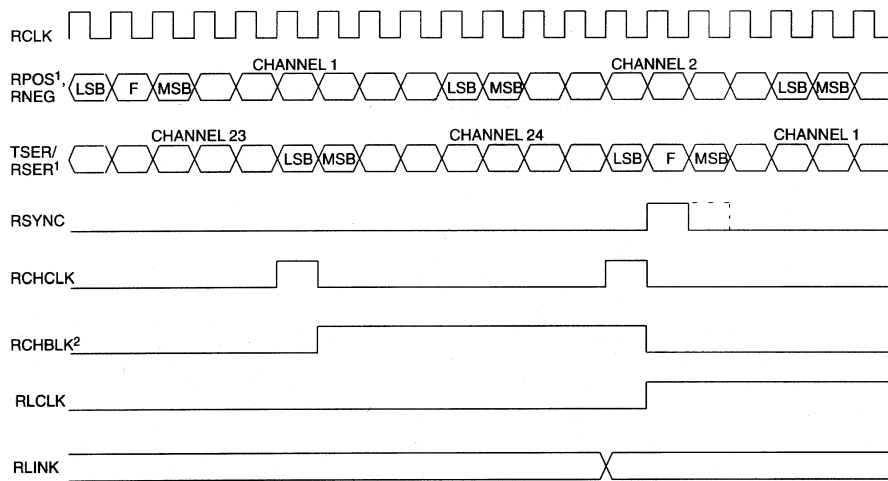 RCLK
CHANNEL 1 CHANNEL 2
RPOS¹,
RNEG
LSB F MSB LSB MSB LSB MSB
CHANNEL 23 CHANNEL 24 CHANNEL 1
TSER/
RSER¹
LSB MSB LSB F MSB
RSYNC
RCHCLK
RCHBLK²
RLCLK
RLINK